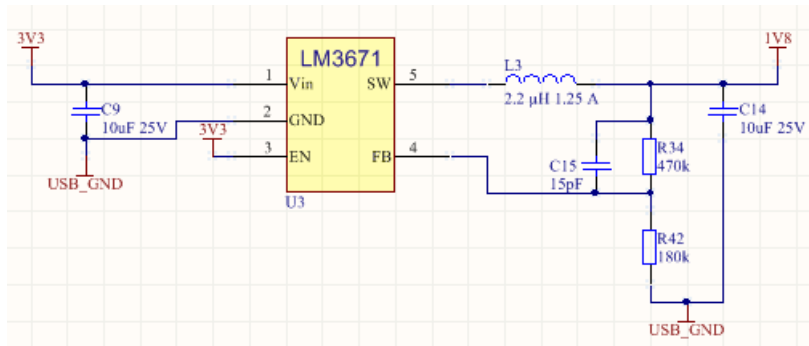 3V3
1V8
LM3671
L3
1
Vin
SW
5
2.2 µH 1.25 A
C9
10uF 25V
2
GND
C14
10uF 25V
3V3
3
EN
FB
4
C15
15pF
R34
470k
USB_GND
U3
R42
180k
USB_GND